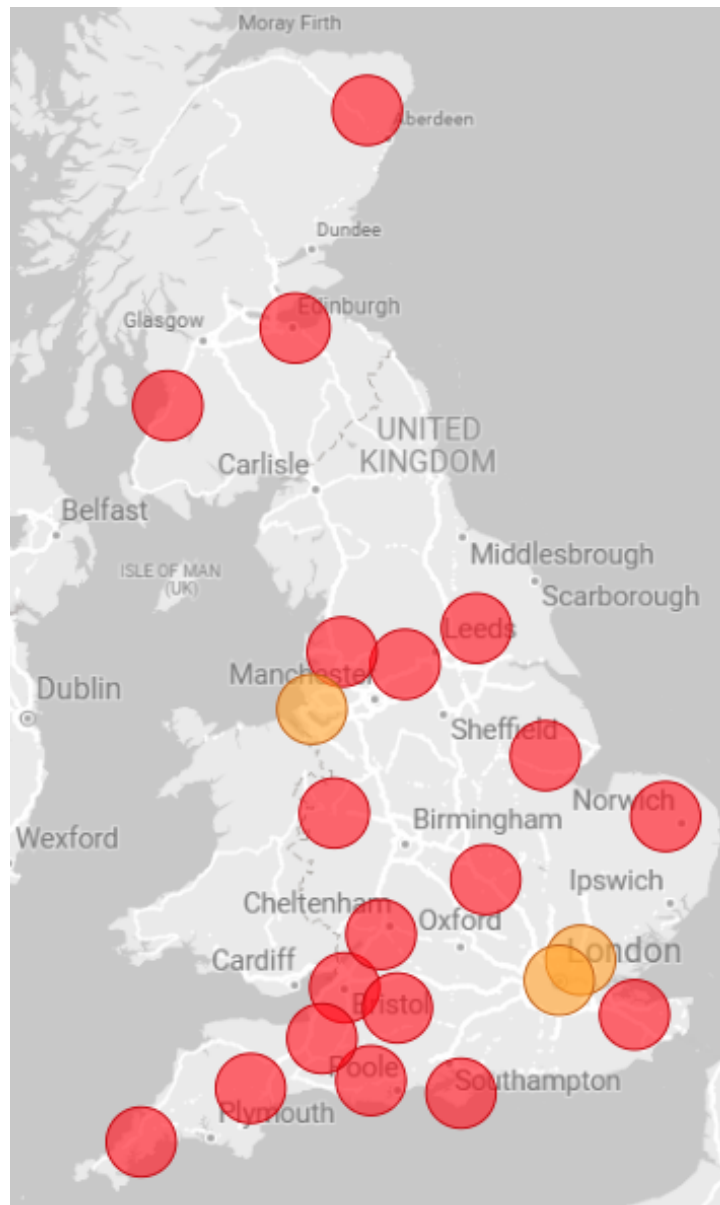 Moray Firth
Aberdeen
Dundee
Edinburgh
Glasgow
UNITED
KINGDOM
Carlisle
Belfast
Middlesbrough
ISLE OF MAN
(UK)
Scarborough
Leeds
Manchester
Dublin
Sheffield
Norwich
Birmingham
Wexford
Ipswich
Cheltenham
Oxford
London
Cardiff
Bristol
Poole
Southampton
Plymouth